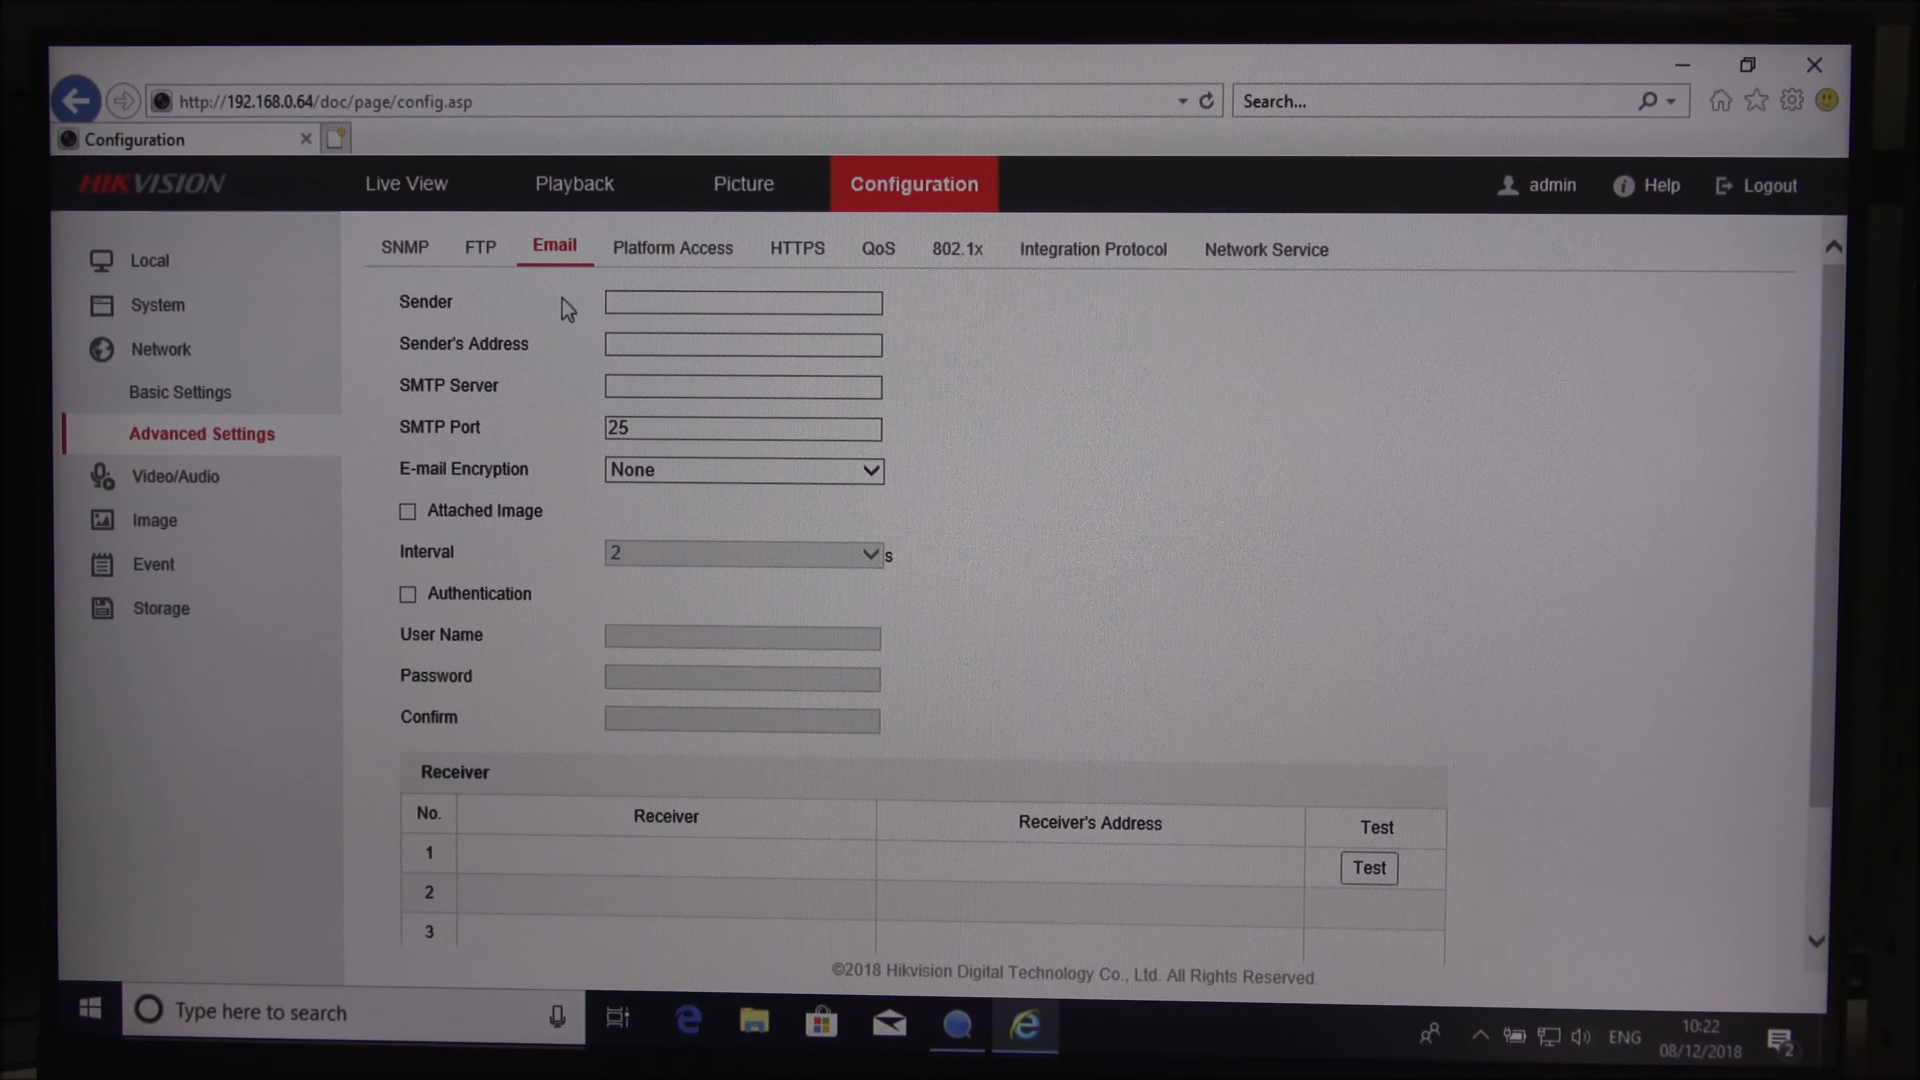 http://192.168.0.64/doc/page/config.asp
Search...
Configuration
HIKVISION
Live View
Playback
Picture
Configuration
admin
Help
Logout
Local
System
Network
Basic Settings
Advanced Settings
Video/Audio
Image
Event
Storage
SNMP
FTP
Email
Platform Access
HTTPS
QoS
802.1x
Integration Protocol
Network Service
Sender
Sender's Address
SMTP Server
SMTP Port
25
E-mail Encryption
None
Attached Image
Interval
2
s
Authentication
User Name
Password
Confirm
Receiver
No.
Receiver
Receiver's Address
Test
1
Test
2
3
©2018 Hikvision Digital Technology Co., Ltd. All Rights Reserved.
Type here to search
ENG
10:22
08/12/2018
2